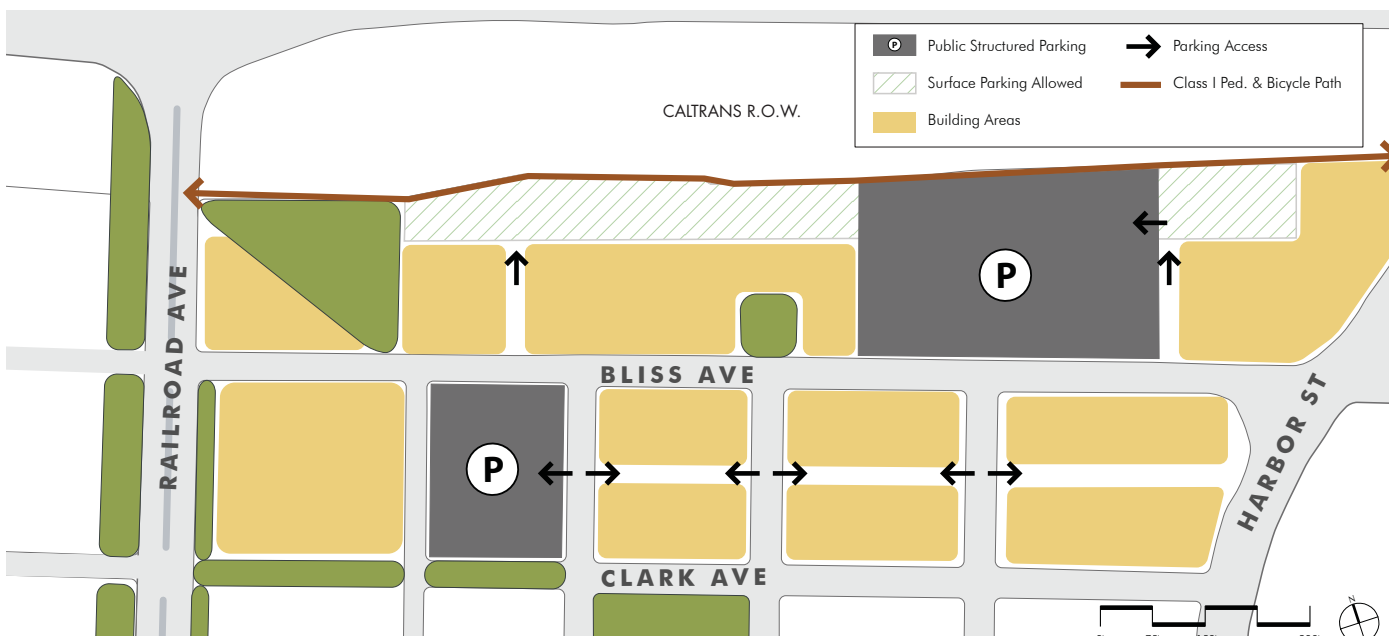 P Public Structured Parking
Parking Access
Surface Parking Allowed
Class I Ped. & Bicycle Path
Building Areas
CALTRANS R.O.W.
RAILROAD AVE
P
BLISS AVE
P
HARBOR ST
CLARK AVE
N